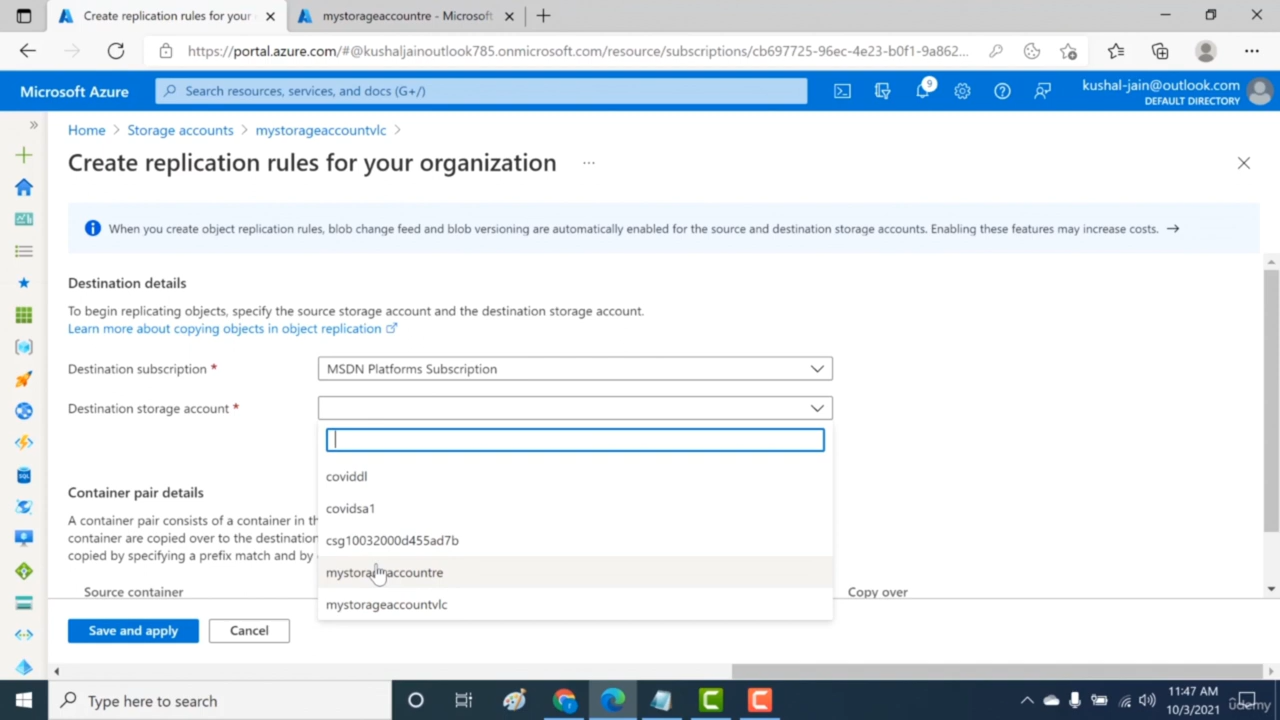 Create replication rules for your
mystorageaccountre - Microsoft
https://portal.azure.com/#@kushaljainoutlook785.onmicrosoft.com/resource/subscriptions/cb697725-96ec-4e23-b0f1-9a862...
Microsoft Azure
Search resources, services, and docs (G+/)
9
kushal-jain@outlook.com
DEFAULT DIRECTORY
Home > Storage accounts > mystorageaccountvlc >
Create replication rules for your organization ...
When you create object replication rules, blob change feed and blob versioning are automatically enabled for the source and destination storage accounts. Enabling these features may increase costs. →
Destination details
To begin replicating objects, specify the source storage account and the destination storage account.
Learn more about copying objects in object replication
Destination subscription *
MSDN Platforms Subscription
Destination storage account *
coviddl
covidsa1
csg10032000d455ad7b
mystorageaccountre
mystorageaccountvlc
Container pair details
A container pair consists of a container in th
container are copied over to the destination
copied by specifying a prefix match and by
Source container
Copy over
Save and apply
Cancel
Type here to search
11:47 AM
10/3/2021
udemy